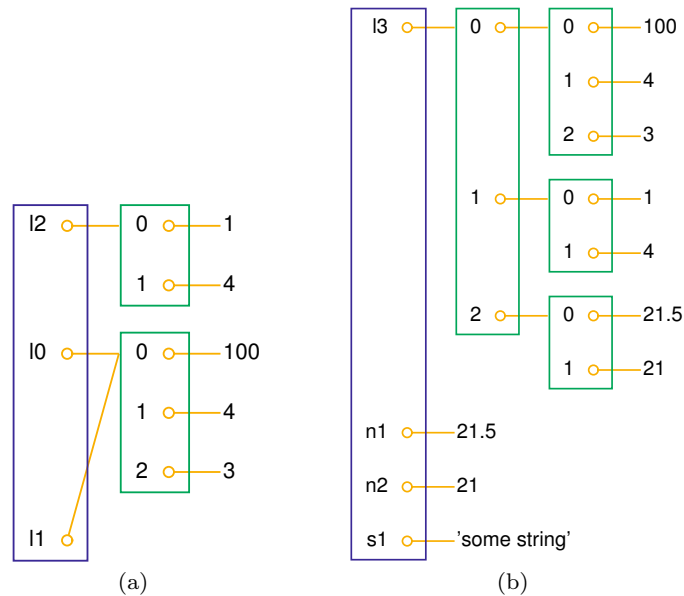 l2 0 1
1 4
l0 0 100
1 4
2 3
l1
(a)
l3 0 0 100
1 4
2 3
1 0 1
1 4
2 0 21.5
1 21
n1 21.5
n2 21
s1 'some string'
(b)